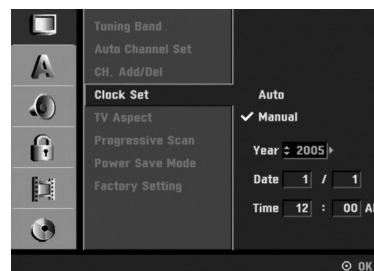 Tuning Band
Auto Channel Set
CH. Add/Del
Clock Set
TV Aspect
Progressive Scan
Power Save Mode
Factory Setting
Auto
✓ Manual
Year 2005
Date 1 / 1
Time 12 : 00
OK